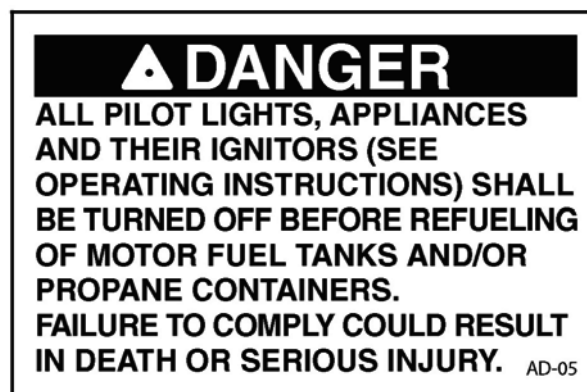 DANGER
ALL PILOT LIGHTS, APPLIANCES
AND THEIR IGNITORS (SEE
OPERATING INSTRUCTIONS) SHALL
BE TURNED OFF BEFORE REFUELING
OF MOTOR FUEL TANKS AND/OR
PROPANE CONTAINERS.
FAILURE TO COMPLY COULD RESULT
IN DEATH OR SERIOUS INJURY. AD-05